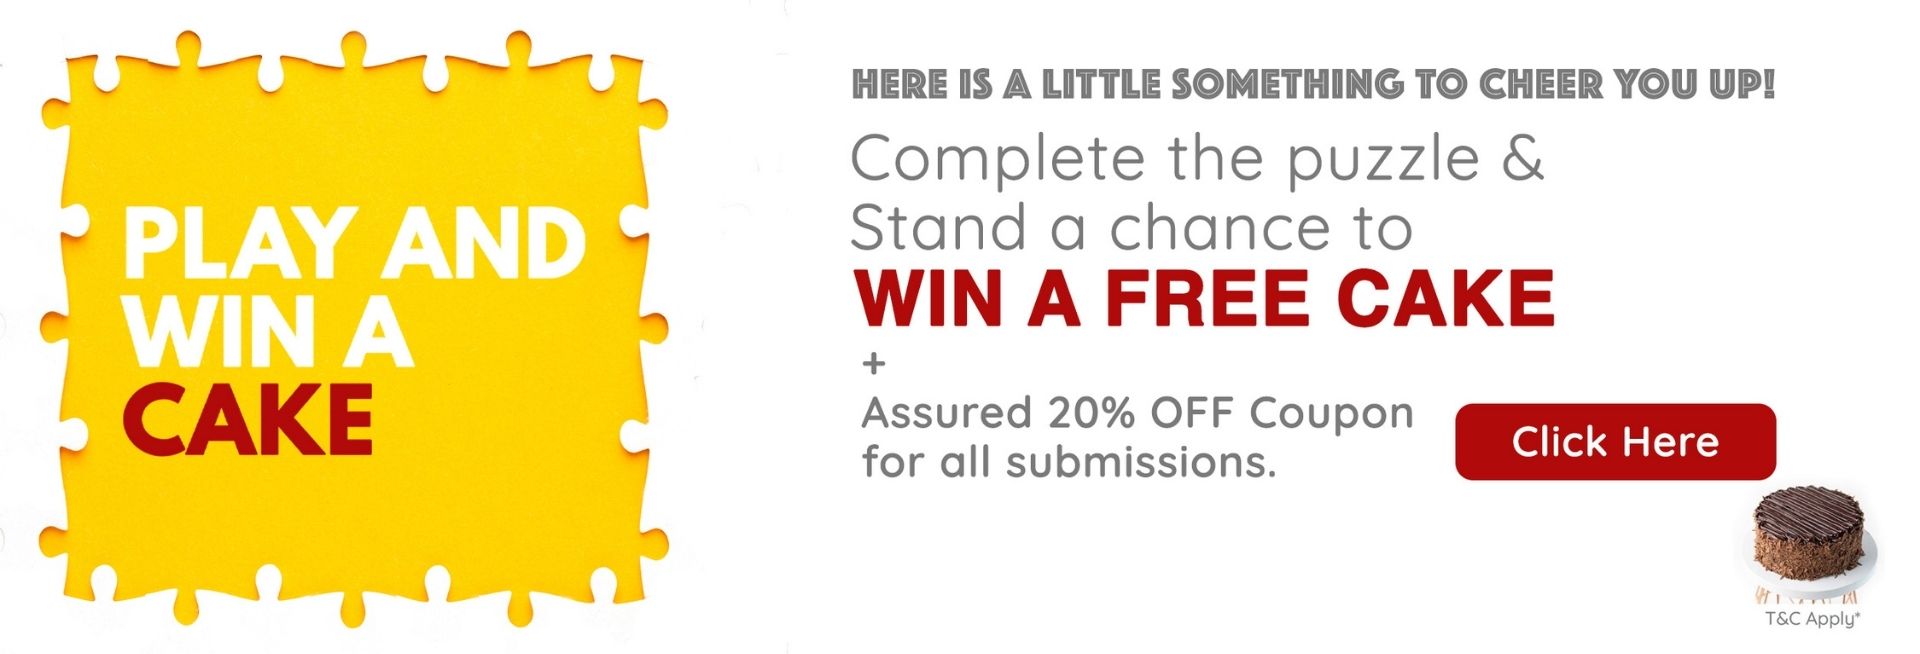 PLAY AND
WIN A
CAKE
HERE IS A LITTLE SOMETHING TO CHEER YOU UP!
Complete the puzzle &
Stand a chance to
WIN A FREE CAKE
+
Assured 20% OFF Coupon
for all submissions.
Click Here
T&C Apply*